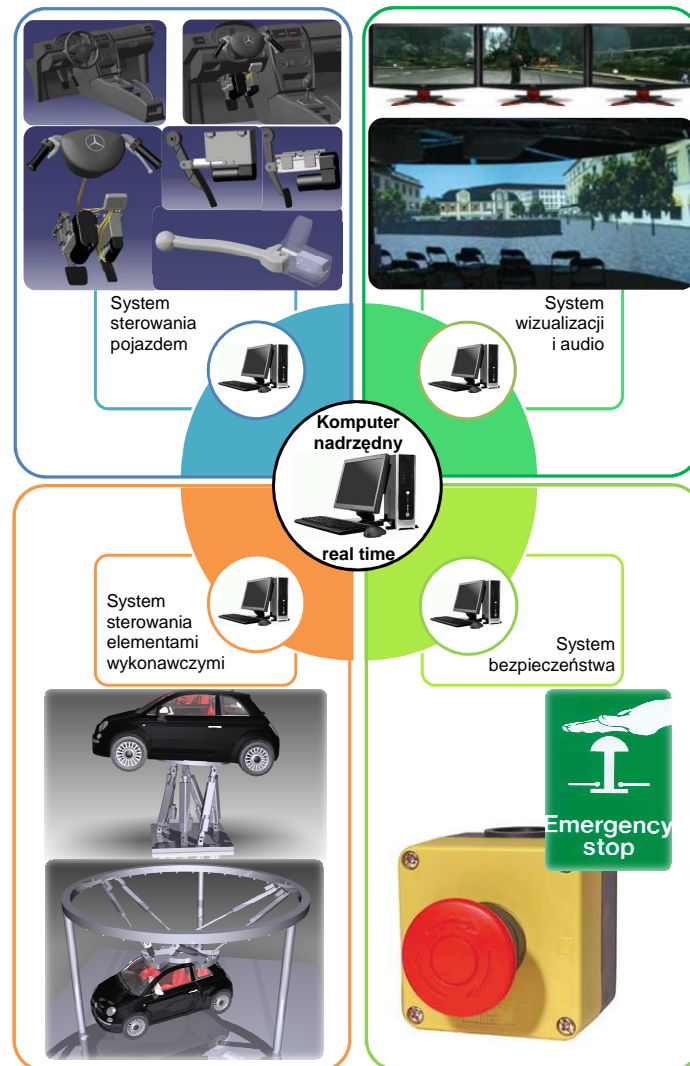 System
sterowania
pojazdem
System
wizualizacji
i audio
Komputer
nadrzędny
real time
System
sterowania
elementami
wykonawczymi
System
bezpieczeństwa
Emergency
stop